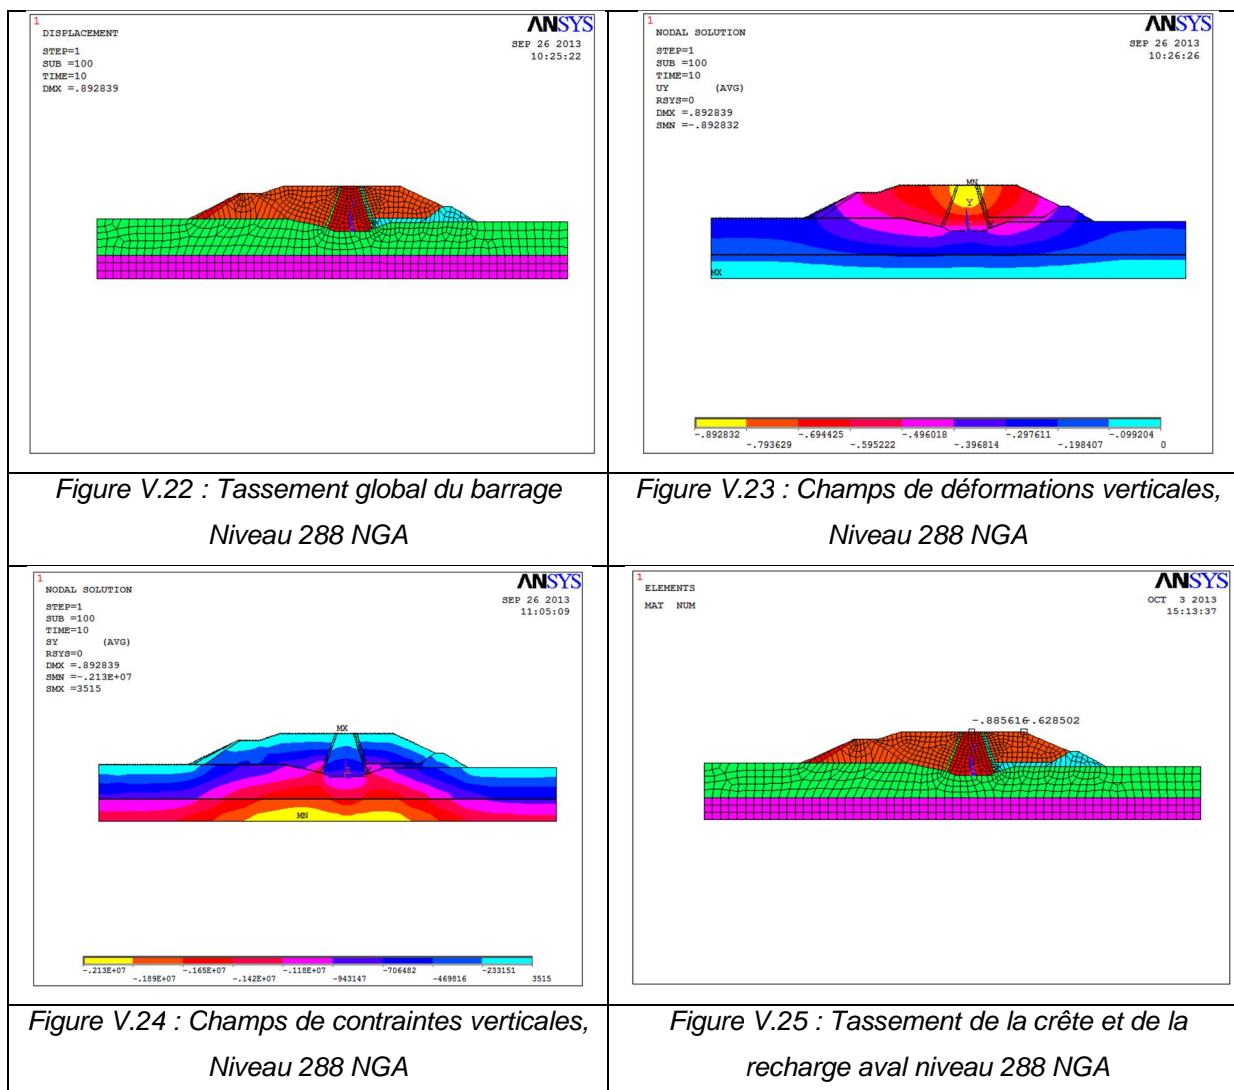 1
ANSYS
DISPLACEMENT
SEP 26 2013
10:25:22
STEP=1
SUB =100
TIME=10
DMX =.892839
Figure V.22 : Tassement global du barrage
Niveau 288 NGA
1
ANSYS
NODAL SOLUTION
SEP 26 2013
10:26:26
STEP=1
SUB =100
TIME=10
UY (AVG)
RSYS=0
DMX =.892839
SMN =-.892832
MN
Y
MX
-.892832 -.694425 -.496018 -.297611 -.099204
-.793629 -.595222 -.396814 -.198407 0
Figure V.23 : Champs de déformations verticales,
Niveau 288 NGA
1
ANSYS
NODAL SOLUTION
SEP 26 2013
11:05:09
STEP=1
SUB =100
TIME=10
SY (AVG)
RSYS=0
DMX =.892839
SMN =-.213E+07
SMX =3515
MX
MN
-.213E+07 -.165E+07 -.118E+07 -706482 -233151
-.189E+07 -.142E+07 -943147 -469816 3515
Figure V.24 : Champs de contraintes verticales,
Niveau 288 NGA
1
ANSYS
ELEMENTS
OCT 3 2013
15:13:37
MAT NUM
-.885616 -.628502
Figure V.25 : Tassement de la crête et de la
recharge aval niveau 288 NGA